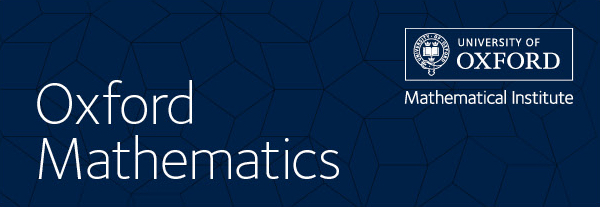 UNIVERSITY OF
OXFORD
Mathematical Institute
Oxford
Mathematics